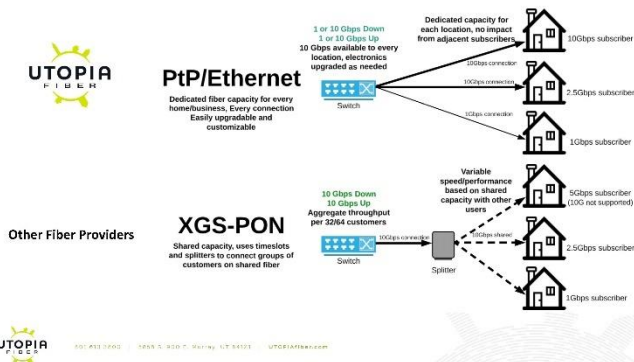 UTOPIA
FIBER
PtP/Ethernet
Dedicated fiber capacity for every
home/business, Every connection
Easily upgradable and
customizable
1 or 10 Gbps Down
1 or 10 Gbps Up
10 Gbps available to every
location, electronics
upgraded as needed
Switch
Dedicated capacity for
each location, no impact
from adjacent subscribers
10Gbps connection
10Gbps connection
1Gbps connection
10Gbps subscriber
2.5Gbps subscriber
1Gbps subscriber
Other Fiber Providers
XGS-PON
Shared capacity, uses timeslots
and splitters to connect groups of
customers on shared fiber
10 Gbps Down
10 Gbps Up
Aggregate throughput
per 32/64 customers
Switch
10Gbps connection
Splitter
Variable
speed/performance
based on shared
capacity with other
users
10Gbps shared
5Gbps subscriber
(10G not supported)
2.5Gbps subscriber
1Gbps subscriber
UTOPIA
FIBER
UTOPIAfiber.com